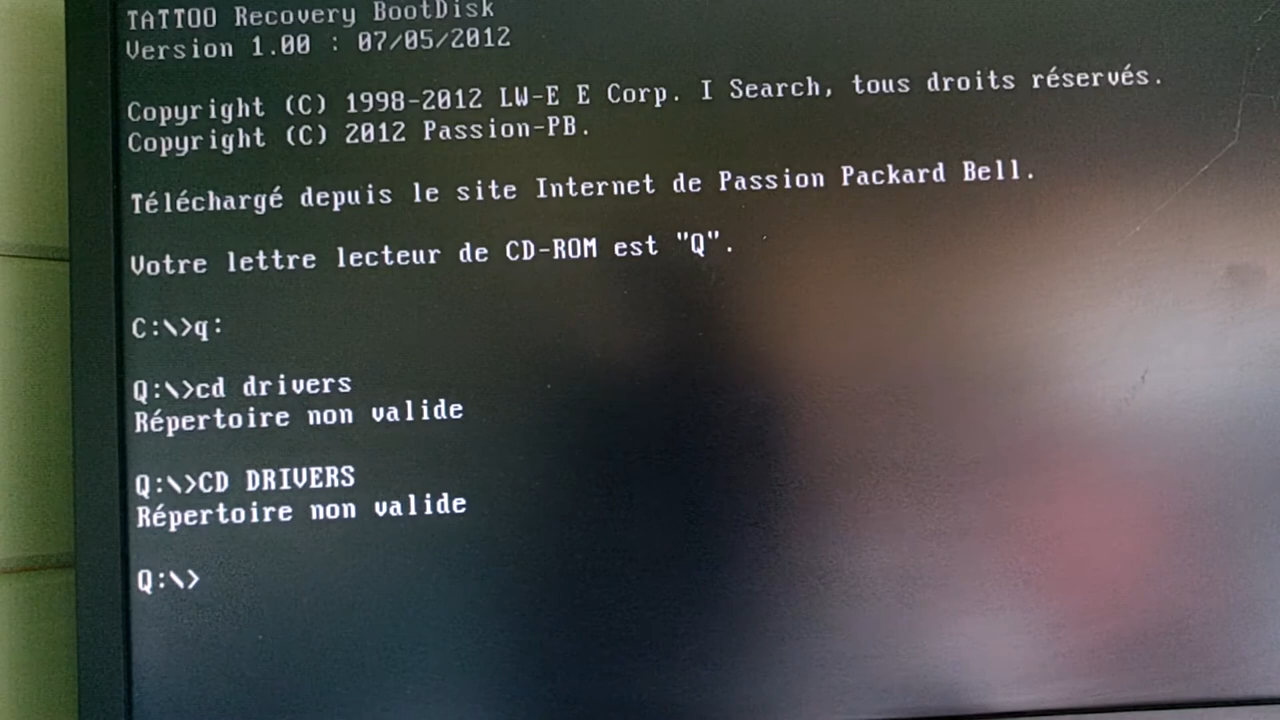 TATTOO Recovery BootDisk
Version 1.00 : 07/05/2012
Copyright (C) 1998-2012 LW-E E Corp. I Search, tous droits réservés.
Copyright (C) 2012 Passion-PB.
Téléchargé depuis le site Internet de Passion Packard Bell.
Votre lettre lecteur de CD-ROM est "Q".
C:\>q:
Q:\>cd drivers
Répertoire non valide
Q:\>CD DRIVERS
Répertoire non valide
Q:\>